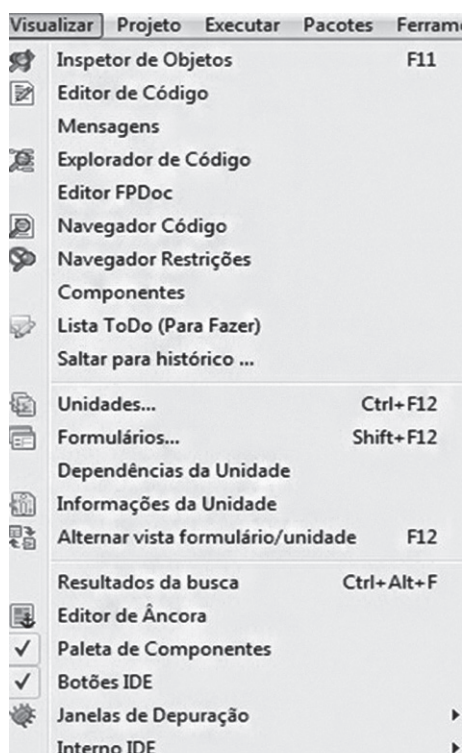 Visualizar Projeto Executar Pacotes Ferrame
Inspetor de Objetos F11
Editor de Código
Mensagens
Explorador de Código
Editor FPDoc
Navegador Código
Navegador Restrições
Componentes
Lista ToDo (Para Fazer)
Saltar para histórico ...
Unidades... Ctrl+F12
Formulários... Shift+F12
Dependências da Unidade
Informações da Unidade
Alternar vista formulário/unidade F12
Resultados da busca Ctrl+Alt+F
Editor de Âncora
Paleta de Componentes
Botões IDE
Janelas de Depuração
Interno IDE